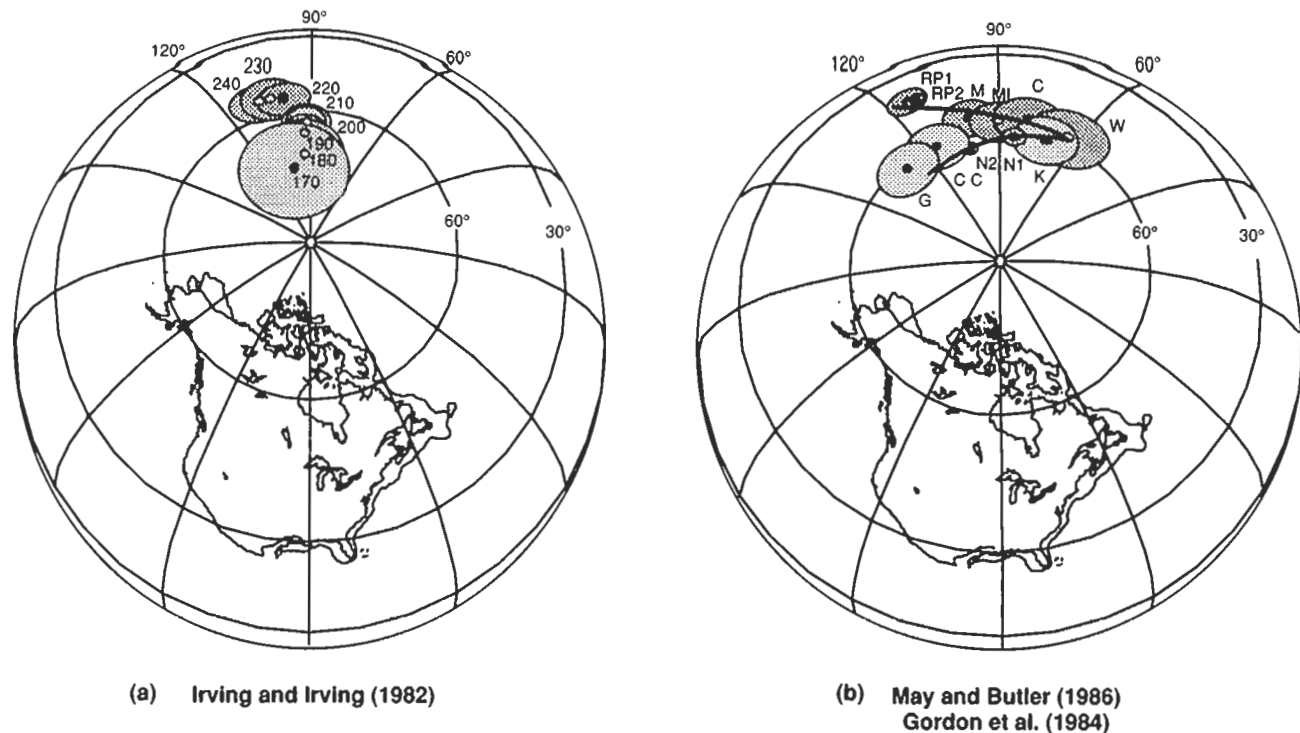 90°
120°
60°
230
240
220
210
200
190
180
170
60°
30°
(a) Irving and Irving (1982)
90°
120°
60°
RP1
RP2
M
MI
C
W
N2
N1
K
C C
G
60°
30°
(b) May and Butler (1986)
Gordon et al. (1984)